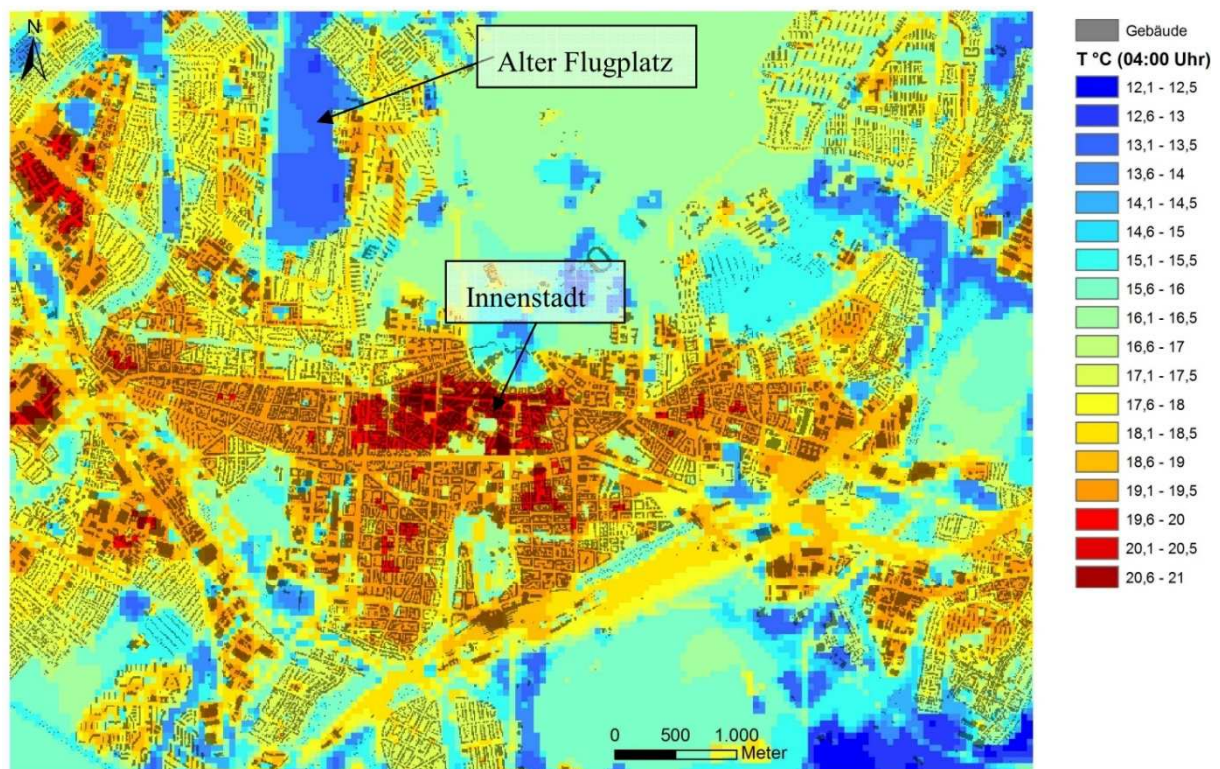 N
Alter Flugplatz
Innenstadt
0 500 1.000
Meter
Gebäude
T °C (04:00 Uhr)
12,1 - 12,5
12,6 - 13
13,1 - 13,5
13,6 - 14
14,1 - 14,5
14,6 - 15
15,1 - 15,5
15,6 - 16
16,1 - 16,5
16,6 - 17
17,1 - 17,5
17,6 - 18
18,1 - 18,5
18,6 - 19
19,1 - 19,5
19,6 - 20
20,1 - 20,5
20,6 - 21